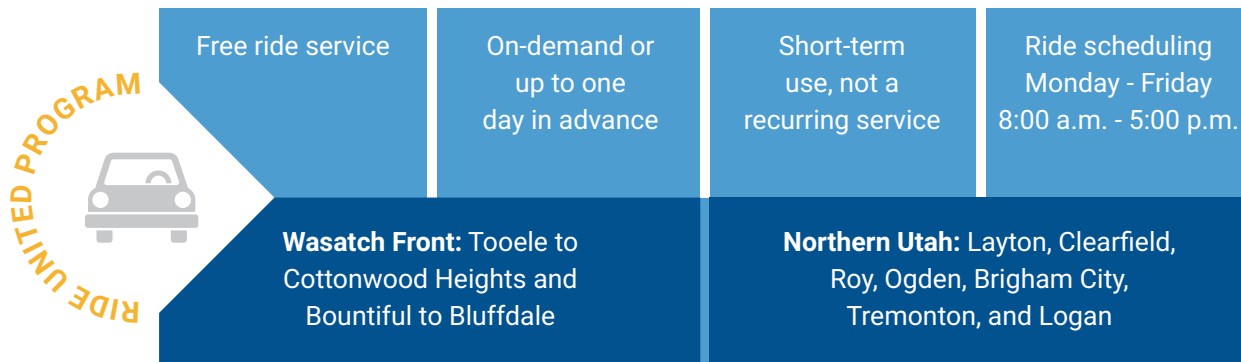 RIDE UNITED PROGRAM
Free ride service
On-demand or
up to one
day in advance
Short-term
use, not a
recurring service
Ride scheduling
Monday - Friday
8:00 a.m. - 5:00 p.m.
Wasatch Front: Tooele to
Cottonwood Heights and
Bountiful to Bluffdale
Northern Utah: Layton, Clearfield,
Roy, Ogden, Brigham City,
Tremonton, and Logan